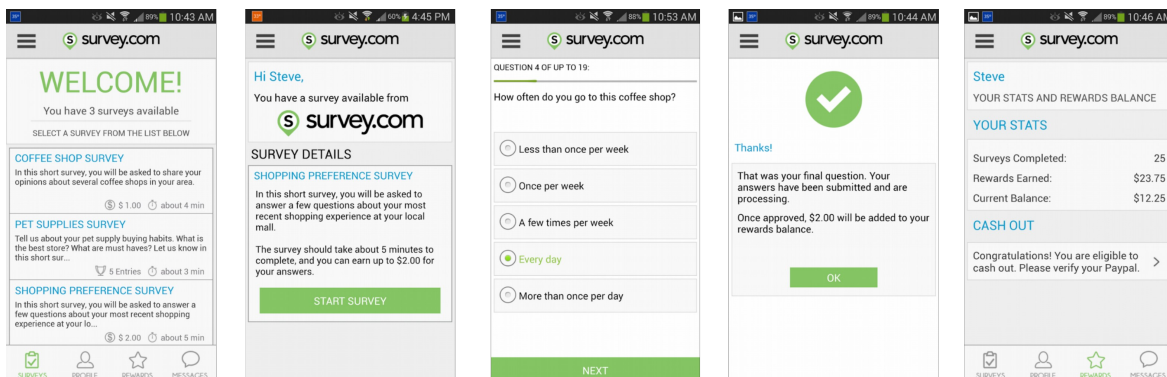 89% 10:43 AM
survey.com
WELCOME!
You have 3 surveys available
SELECT A SURVEY FROM THE LIST BELOW
COFFEE SHOP SURVEY
In this short survey, you will be asked to share your
opinions about several coffee shops in your area.
$ 1.00 about 4 min
PET SUPPLIES SURVEY
Tell us about your pet supply buying habits. What is
the best store? What are must haves? Let us know in
this short sur...
5 Entries about 3 min
SHOPPING PREFERENCE SURVEY
In this short survey, you will be asked to answer a
few questions about your most recent shopping
experience at your lo...
$ 2.00 about 5 min
SURVEYS PROFILE REWARDS MESSAGES
60% 4:45 PM
survey.com
Hi Steve,
You have a survey available from
survey.com
SURVEY DETAILS
SHOPPING PREFERENCE SURVEY
In this short survey, you will be asked to
answer a few questions about your most
recent shopping experience at your local
mall.
The survey should take about 5 minutes to
complete, and you can earn up to $2.00 for
your answers.
START SURVEY
88% 10:53 AM
survey.com
QUESTION 4 OF UP TO 19:
How often do you go to this coffee shop?
Less than once per week
Once per week
A few times per week
Every day
More than once per day
NEXT
89% 10:44 AM
survey.com
Thanks!
That was your final question. Your
answers have been submitted and are
processing.
Once approved, $2.00 will be added to your
rewards balance.
OK
89% 10:46 AM
survey.com
Steve
YOUR STATS AND REWARDS BALANCE
YOUR STATS
Surveys Completed: 25
Rewards Earned: $23.75
Current Balance: $12.25
CASH OUT
Congratulations! You are eligible to
cash out. Please verify your Paypal.
SURVEYS PROFILE REWARDS MESSAGES